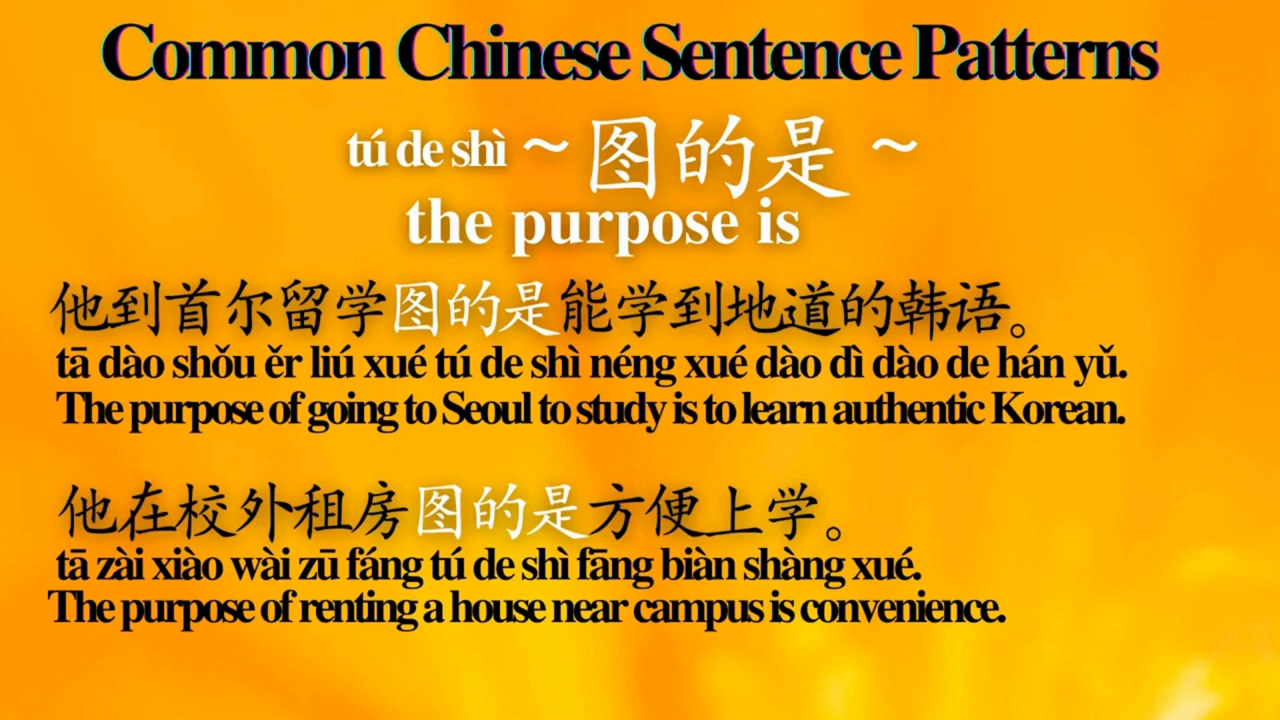 Common Chinese Sentence Patterns
tú de shì ~ 图的是 ~
the purpose is
他到首尔留学图的是能学到地道的韩语。
tā dào shǒu ěr liú xué tú de shì néng xué dào dì dào de hán yǔ.
The purpose of going to Seoul to study is to learn authentic Korean.
他在校外租房图的是方便上学。
tā zài xiào wài zū fáng tú de shì fāng biàn shàng xué.
The purpose of renting a house near campus is convenience.